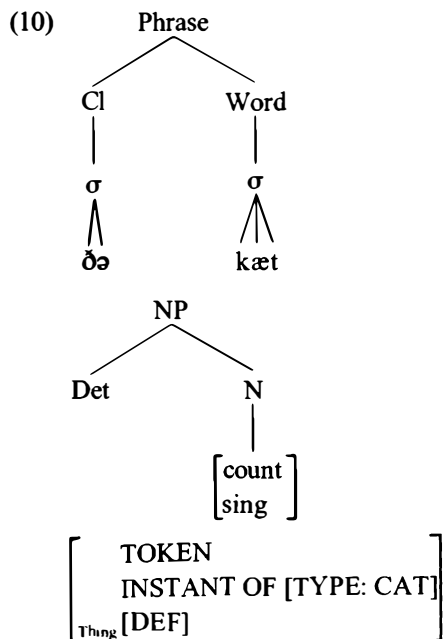 (10) Phrase
Cl Word
σ σ
ðə kæt
NP
Det N
[count
sing]
[TOKEN
INSTANT OF [TYPE: CAT]
Thing [DEF]]